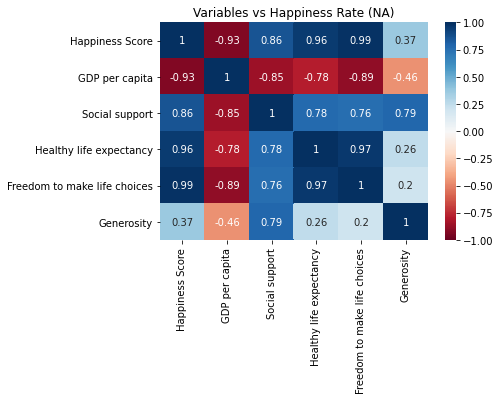 Variables vs Happiness Rate (NA)
Happiness Score 1 -0.93 0.86 0.96 0.99 0.37
GDP per capita -0.93 1 -0.85 -0.78 -0.89 -0.46
Social support 0.86 -0.85 1 0.78 0.76 0.79
Healthy life expectancy 0.96 -0.78 0.78 1 0.97 0.26
Freedom to make life choices 0.99 -0.89 0.76 0.97 1 0.2
Generosity 0.37 -0.46 0.79 0.26 0.2 1
Happiness Score
GDP per capita
Social support
Healthy life expectancy
Freedom to make life choices
Generosity
1.00
0.75
0.50
0.25
0.00
-0.25
-0.50
-0.75
-1.00